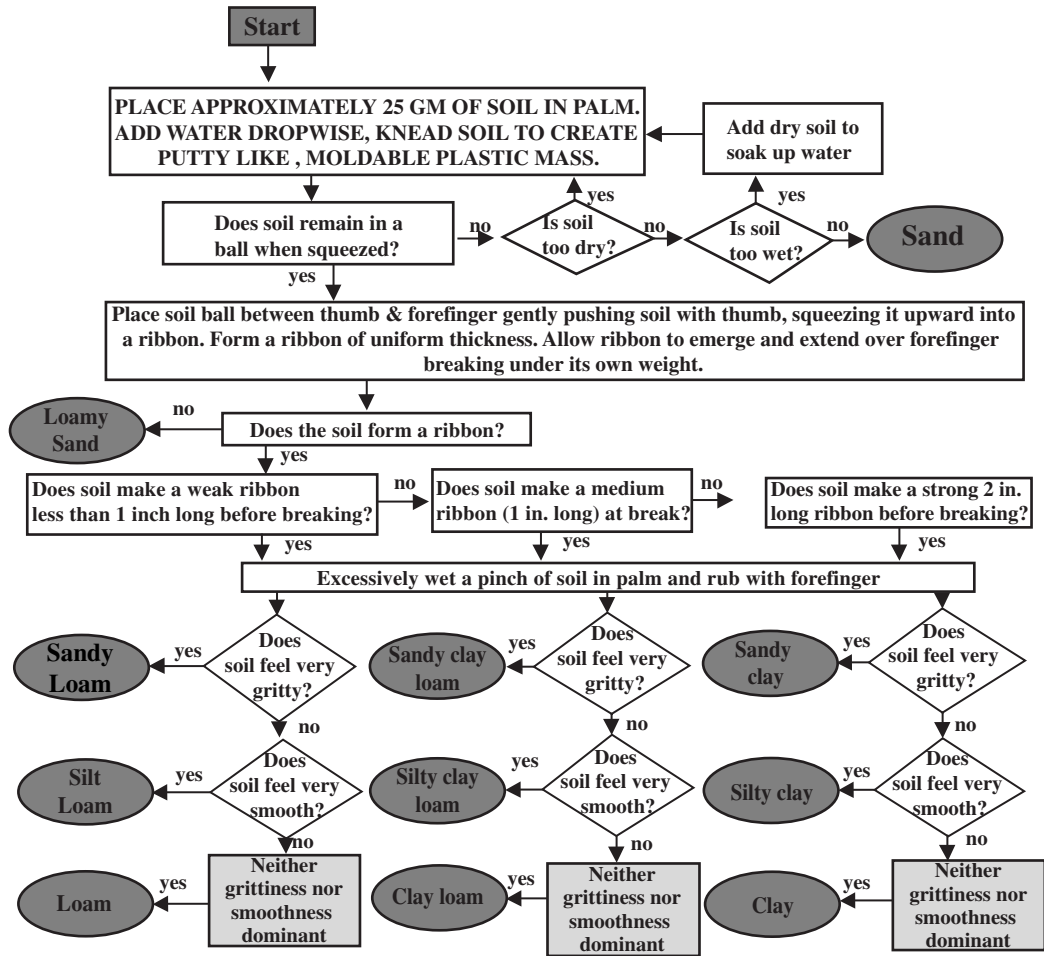 Start
PLACE APPROXIMATELY 25 GM OF SOIL IN PALM.
ADD WATER DROPWISE, KNEAD SOIL TO CREATE
PUTTY LIKE , MOLDABLE PLASTIC MASS.
Add dry soil to
soak up water
yes
yes
Does soil remain in a
ball when squeezed?
no
Is soil
too dry?
no
Is soil
too wet?
no
Sand
yes
Place soil ball between thumb & forefinger gently pushing soil with thumb, squeezing it upward into
a ribbon. Form a ribbon of uniform thickness. Allow ribbon to emerge and extend over forefinger
breaking under its own weight.
Loamy
Sand
no
Does the soil form a ribbon?
yes
Does soil make a weak ribbon
less than 1 inch long before breaking?
no
Does soil make a medium
ribbon (1 in. long) at break?
no
Does soil make a strong 2 in.
long ribbon before breaking?
yes
yes
yes
Excessively wet a pinch of soil in palm and rub with forefinger
Sandy
Loam
yes
Does
soil feel very
gritty?
Sandy clay
loam
yes
Does
soil feel very
gritty?
Sandy
clay
yes
Does
soil feel very
gritty?
no
no
no
Silt
Loam
yes
Does
soil feel very
smooth?
Silty clay
loam
yes
Does
soil feel very
smooth?
Silty clay
yes
Does
soil feel very
smooth?
no
no
no
Loam
yes
Neither
grittiness nor
smoothness
dominant
Clay loam
yes
Neither
grittiness nor
smoothness
dominant
Clay
yes
Neither
grittiness nor
smoothness
dominant